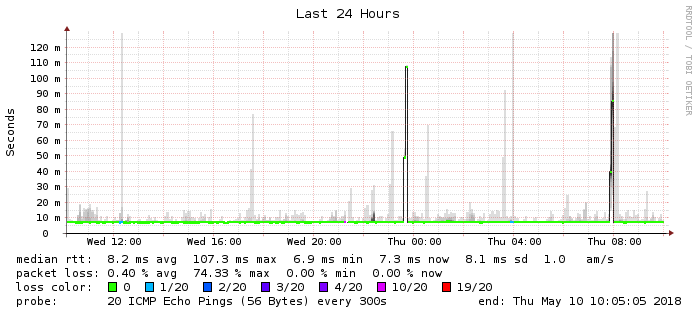 Last 24 Hours
RRDTOOL / TOBI OETIKER
Seconds
120 m
110 m
100 m
90 m
80 m
70 m
60 m
50 m
40 m
30 m
20 m
10 m
0
Wed 12:00 Wed 16:00 Wed 20:00 Thu 00:00 Thu 04:00 Thu 08:00
median rtt: 8.2 ms avg 107.3 ms max 6.9 ms min 7.3 ms now 8.1 ms sd 1.0 am/s
packet loss: 0.40 % avg 74.33 % max 0.00 % min 0.00 % now
loss color: 0 1/20 2/20 3/20 4/20 10/20 19/20
probe: 20 ICMP Echo Pings (56 Bytes) every 300s end: Thu May 10 10:05:05 2018